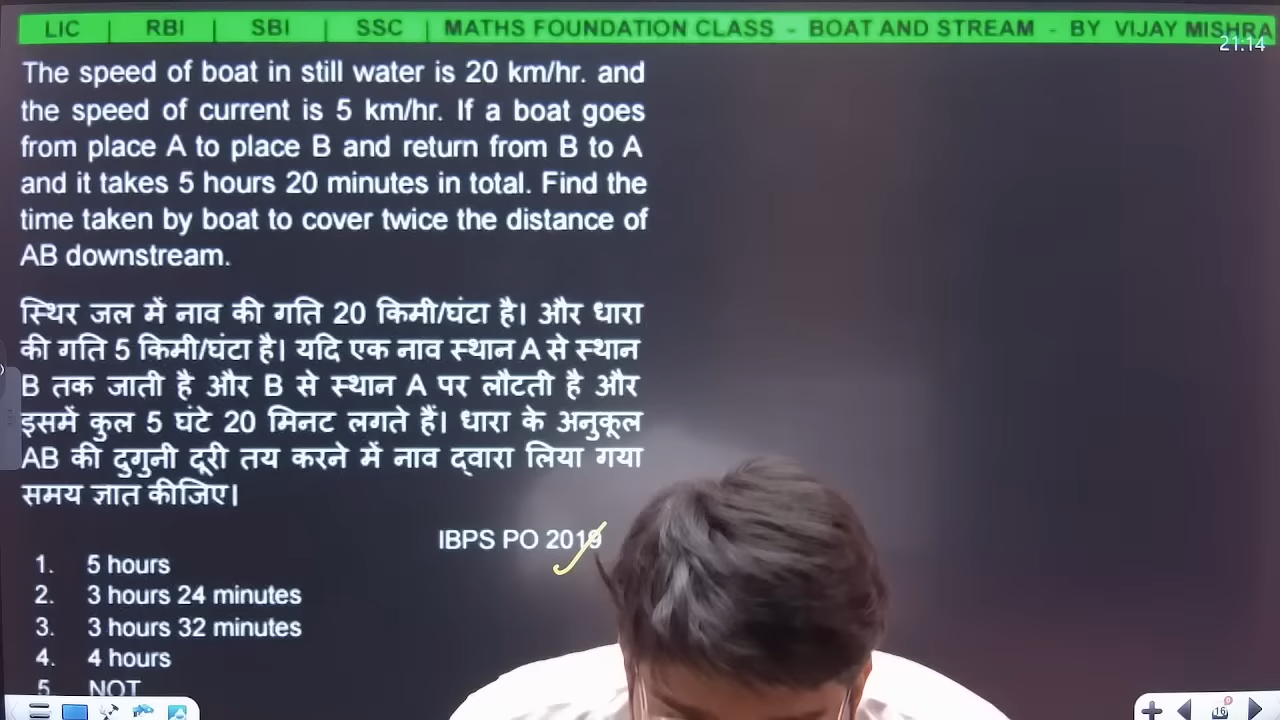 LIC | RBI | SBI | SSC | MATHS FOUNDATION CLASS - BOAT AND STREAM - BY VIJAY MISHRA
21:14
The speed of boat in still water is 20 km/hr. and
the speed of current is 5 km/hr. If a boat goes
from place A to place B and return from B to A
and it takes 5 hours 20 minutes in total. Find the
time taken by boat to cover twice the distance of
AB downstream.
स्थिर जल में नाव की गति 20 किमी/घंटा है। और धारा
की गति 5 किमी/घंटा है। यदि एक नाव स्थान A से स्थान
B तक जाती है और B से स्थान A पर लौटती है और
इसमें कुल 5 घंटे 20 मिनट लगते हैं। धारा के अनुकूल
AB की दुगुनी दूरी तय करने में नाव द्वारा लिया गया
समय ज्ञात कीजिए।
IBPS PO 2019
1. 5 hours
2. 3 hours 24 minutes
3. 3 hours 32 minutes
4. 4 hours
5 NOT
16